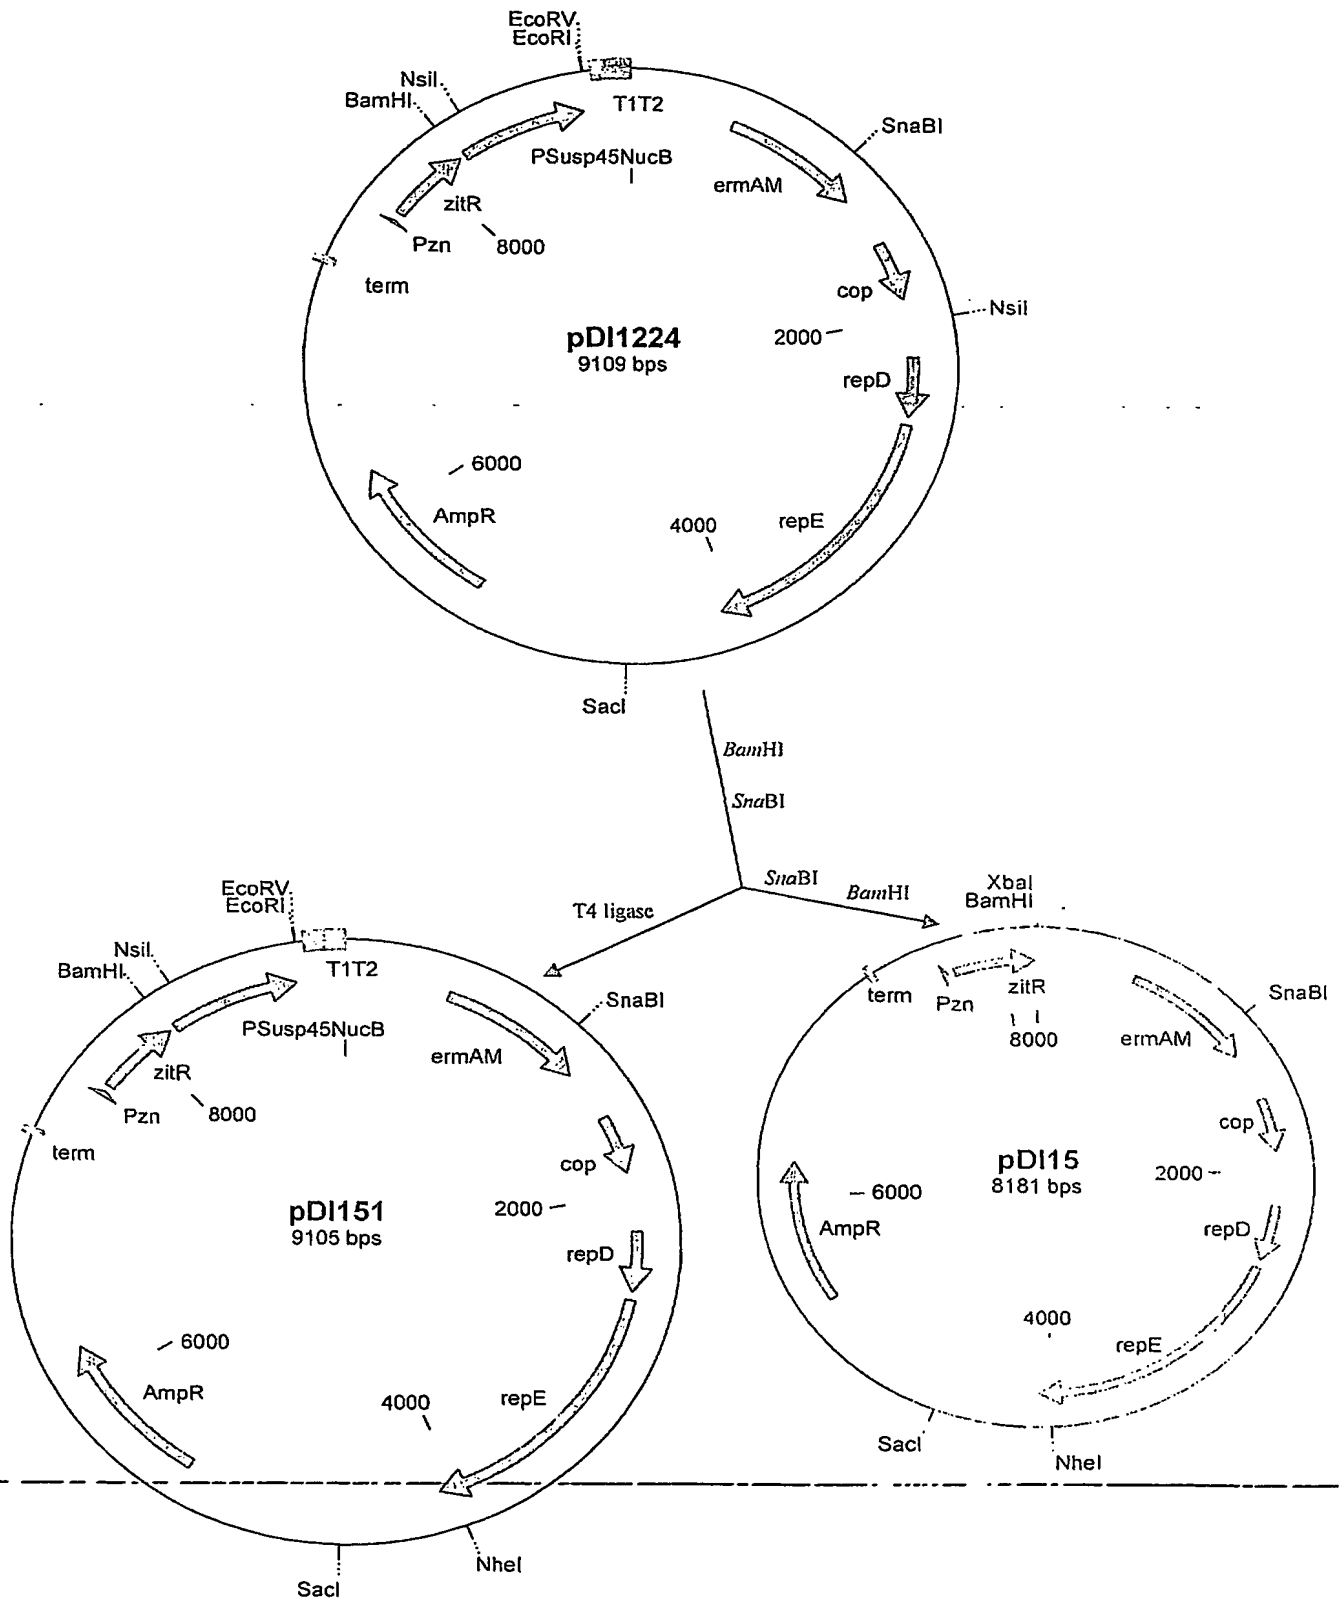 EcoRV
EcoRI
NsiI
BamHI
T1T2
SnaBI
PSusp45NucB
ermAM
zitR
Pzn
8000
term
cop
NsiI
pDI1224
9109 bps
2000
repD
6000
AmpR
4000
repE
SacI
BamHI
SnaBI
SnaBI
BamHI
T4 ligase
EcoRV
EcoRI
NsiI
BamHI
T1T2
SnaBI
PSusp45NucB
ermAM
zitR
Pzn
8000
term
cop
pDI151
9105 bps
2000
repD
6000
AmpR
4000
repE
NheI
SacI
XbaI
BamHI
term
Pzn
zitR
SnaBI
8000
ermAM
cop
pDI15
8181 bps
2000
6000
AmpR
repD
4000
repE
SacI
NheI